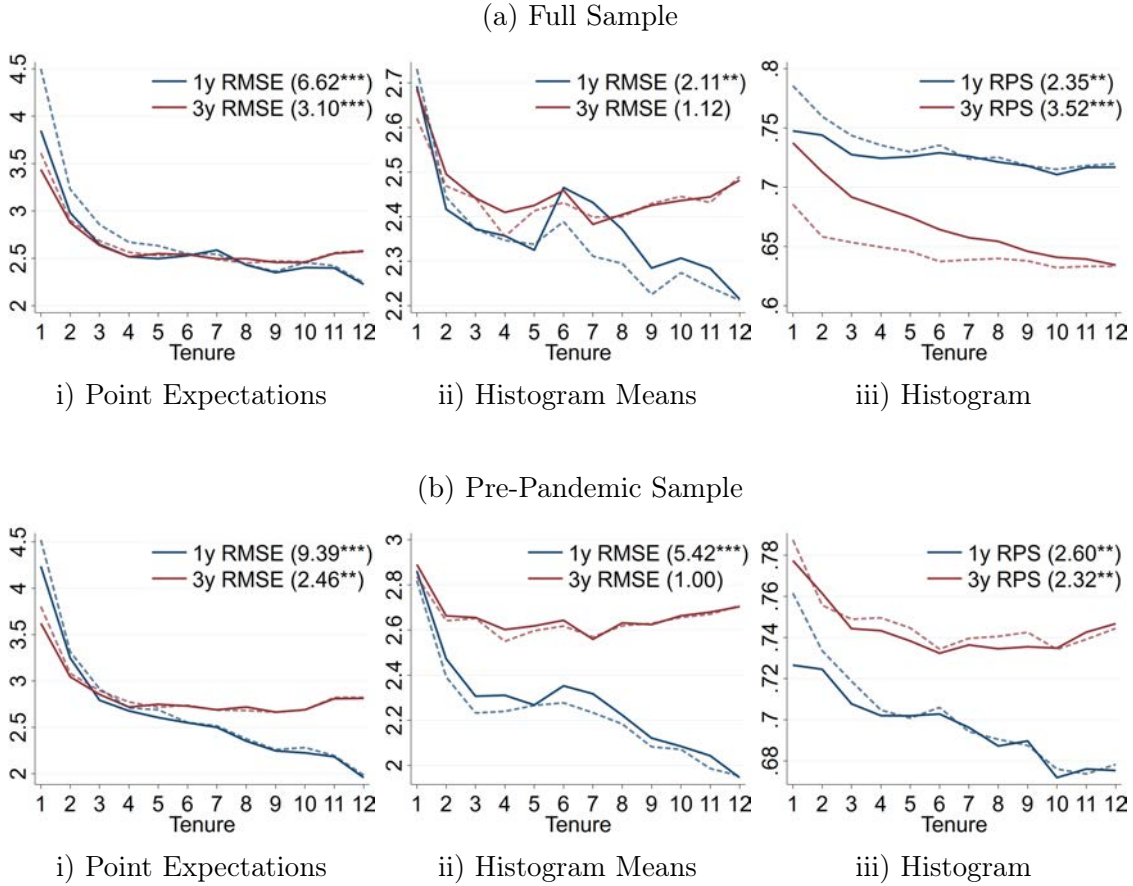 (a) Full Sample
4.5
4
3.5
3
2.5
2
1y RMSE (6.62***)
3y RMSE (3.10***)
1 2 3 4 5 6 7 8 9 10 11 12
Tenure
i) Point Expectations
2.7
2.6
2.5
2.4
2.3
2.2
1y RMSE (2.11**)
3y RMSE (1.12)
1 2 3 4 5 6 7 8 9 10 11 12
Tenure
ii) Histogram Means
.8
.75
.7
.65
.6
1y RPS (2.35**)
3y RPS (3.52***)
1 2 3 4 5 6 7 8 9 10 11 12
Tenure
iii) Histogram
(b) Pre-Pandemic Sample
4.5
4
3.5
3
2.5
2
1y RMSE (9.39***)
3y RMSE (2.46**)
1 2 3 4 5 6 7 8 9 10 11 12
Tenure
i) Point Expectations
3
2.8
2.6
2.4
2.2
2
1y RMSE (5.42***)
3y RMSE (1.00)
1 2 3 4 5 6 7 8 9 10 11 12
Tenure
ii) Histogram Means
.78
.76
.74
.72
.7
.68
1y RPS (2.60**)
3y RPS (2.32**)
1 2 3 4 5 6 7 8 9 10 11 12
Tenure
iii) Histogram